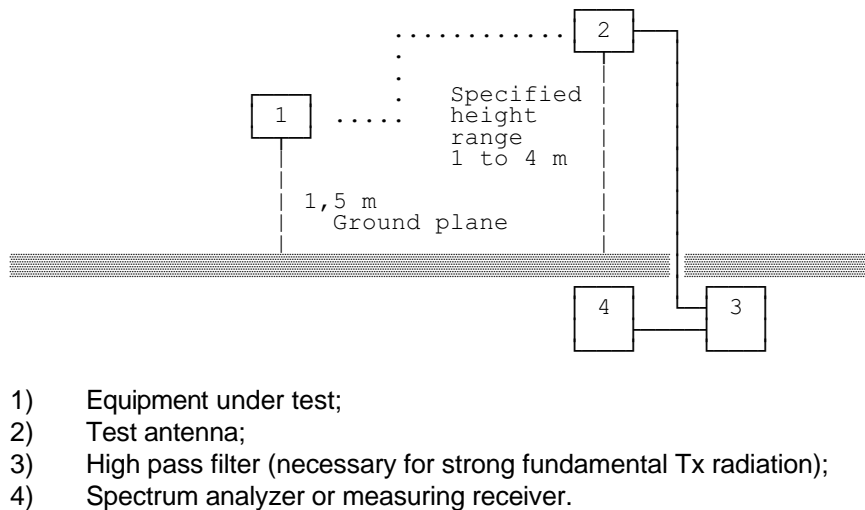 2
1
Specified
height
range
1 to 4 m
1,5 m
Ground plane
4
3
1) Equipment under test;
2) Test antenna;
3) High pass filter (necessary for strong fundamental Tx radiation);
4) Spectrum analyzer or measuring receiver.